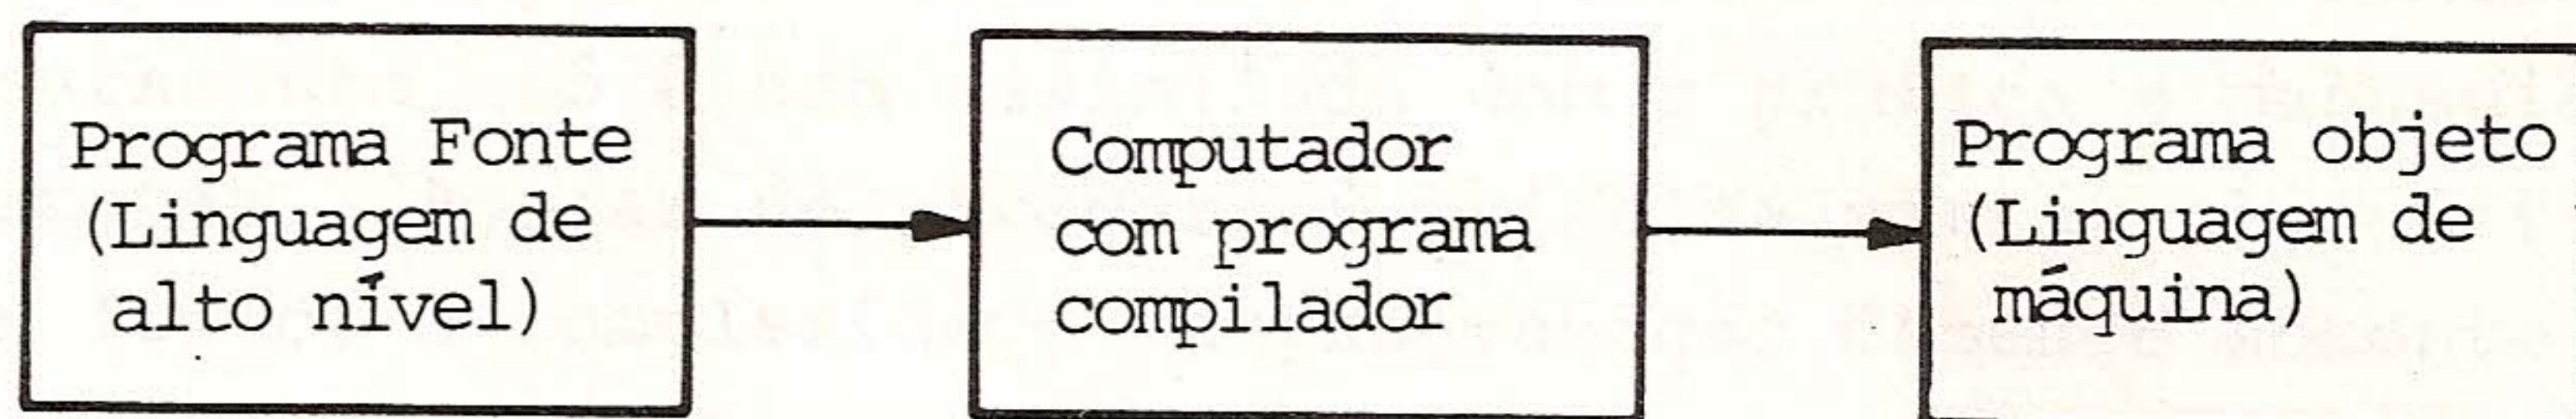 Programa Fonte
(Linguagem de
alto nível)
Computador
com programa
compilador
Programa objeto
(Linguagem de
máquina)